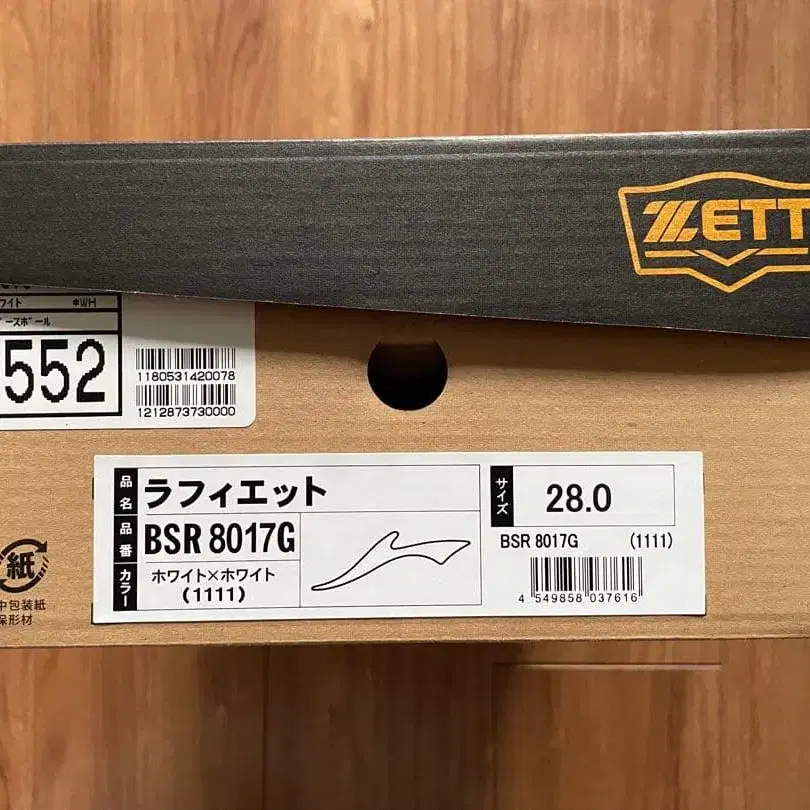 ZETT
ワイト *WH
ースボール
552
1180531420078
1212873730000
品名 ラフィエット
品番 BSR 8017G
カラー ホワイト×ホワイト
(1111)
サイズ 28.0
BSR 8017G (1111)
4 549858 037616
紙
中包装紙
保形材